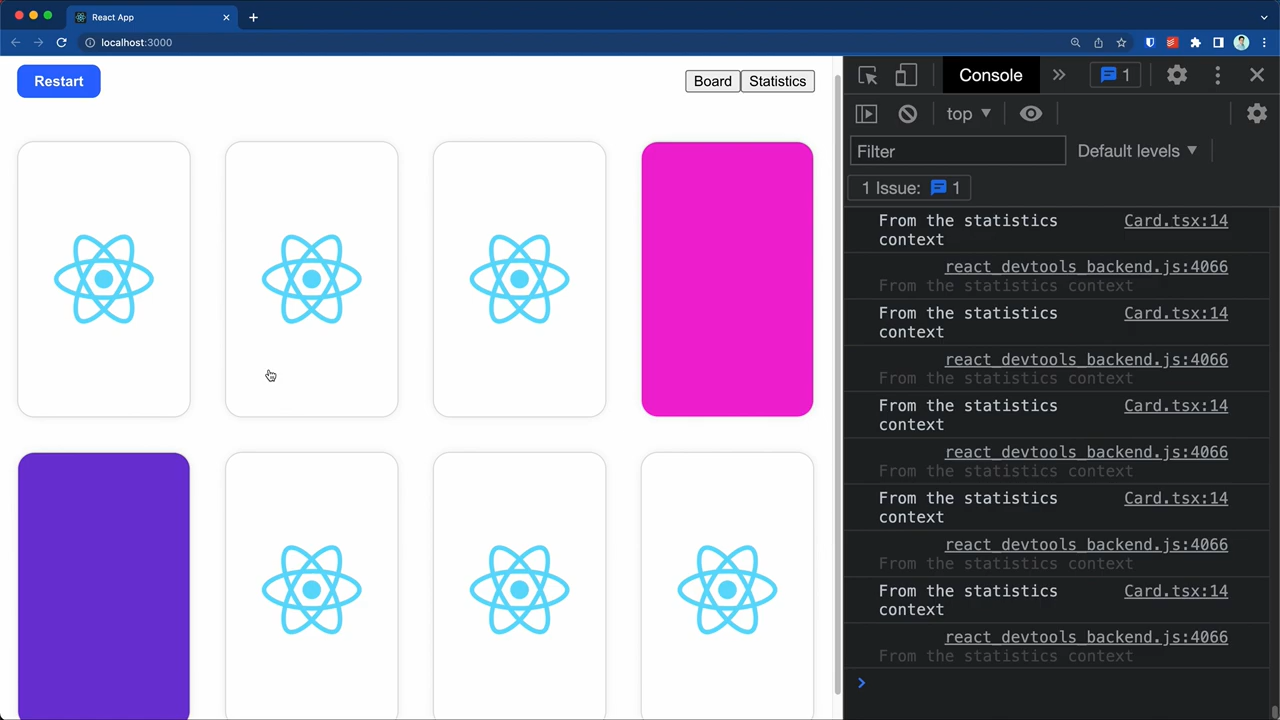 React App
localhost:3000
Restart
Board
Statistics
Console
1
top
Filter
Default levels
1 Issue:
1
From the statistics context
Card.tsx:14
react_devtools_backend.js:4066
From the statistics context
From the statistics context
Card.tsx:14
react_devtools_backend.js:4066
From the statistics context
From the statistics context
Card.tsx:14
react_devtools_backend.js:4066
From the statistics context
From the statistics context
Card.tsx:14
react_devtools_backend.js:4066
From the statistics context
From the statistics context
Card.tsx:14
react_devtools_backend.js:4066
From the statistics context